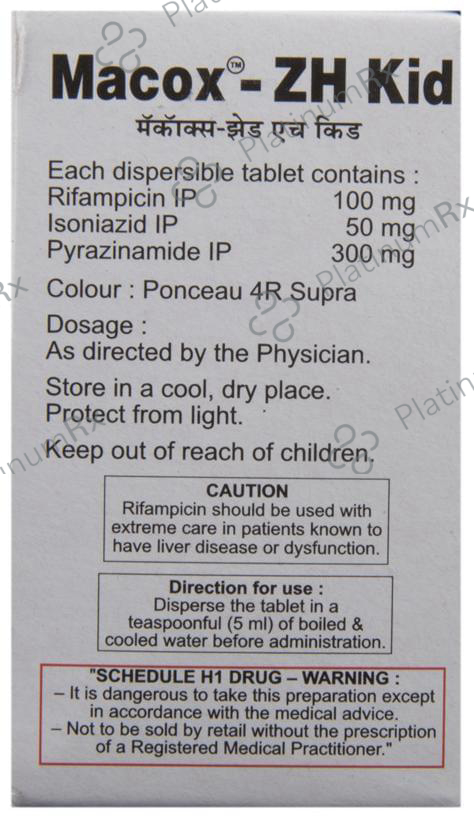 Macox™- ZH Kid
मॅकॉक्स-झेड एच किड
Each dispersible tablet contains :
Rifampicin IP 100 mg
Isoniazid IP 50 mg
Pyrazinamide IP 300 mg
Colour : Ponceau 4R Supra
Dosage :
As directed by the Physician.
Store in a cool, dry place.
Protect from light.
Keep out of reach of children.
CAUTION
Rifampicin should be used with
extreme care in patients known to
have liver disease or dysfunction.
Direction for use :
Disperse the tablet in a
teaspoonful (5 ml) of boiled &
cooled water before administration.
"SCHEDULE H1 DRUG – WARNING :
– It is dangerous to take this preparation except
in accordance with the medical advice.
– Not to be sold by retail without the prescription
of a Registered Medical Practitioner."
PlatinumRx
PlatinumRx